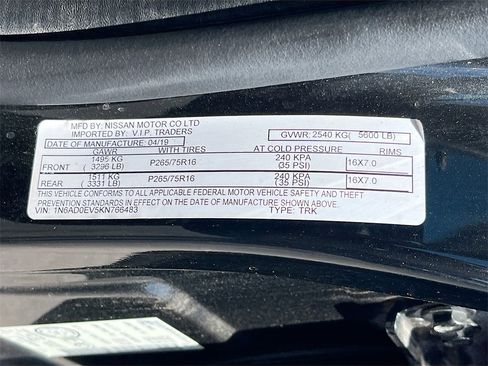 MFD BY: NISSAN MOTOR CO LTD
IMPORTED BY: V.I.P. TRADERS
DATE OF MANUFACTURE: 04/19 GVWR: 2540 KG( 5600 LB)
GAWR WITH TIRES AT COLD PRESSURE RIMS
FRONT 1495 KG ( 3296 LB) P265/75R16 240 KPA (35 PSI) 16X7.0
REAR 1511 KG ( 3331 LB) P265/75R16 240 KPA (35 PSI) 16X7.0
THIS VEHICLE CONFORMS TO ALL APPLICABLE FEDERAL MOTOR VEHICLE SAFETY AND THEFT
PREVENTION STANDARDS IN EFFECT ON THE DATE OF MANUFACTURE SHOWN ABOVE.
VIN: 1N6AD0EV5KN766483 TYPE: TRK